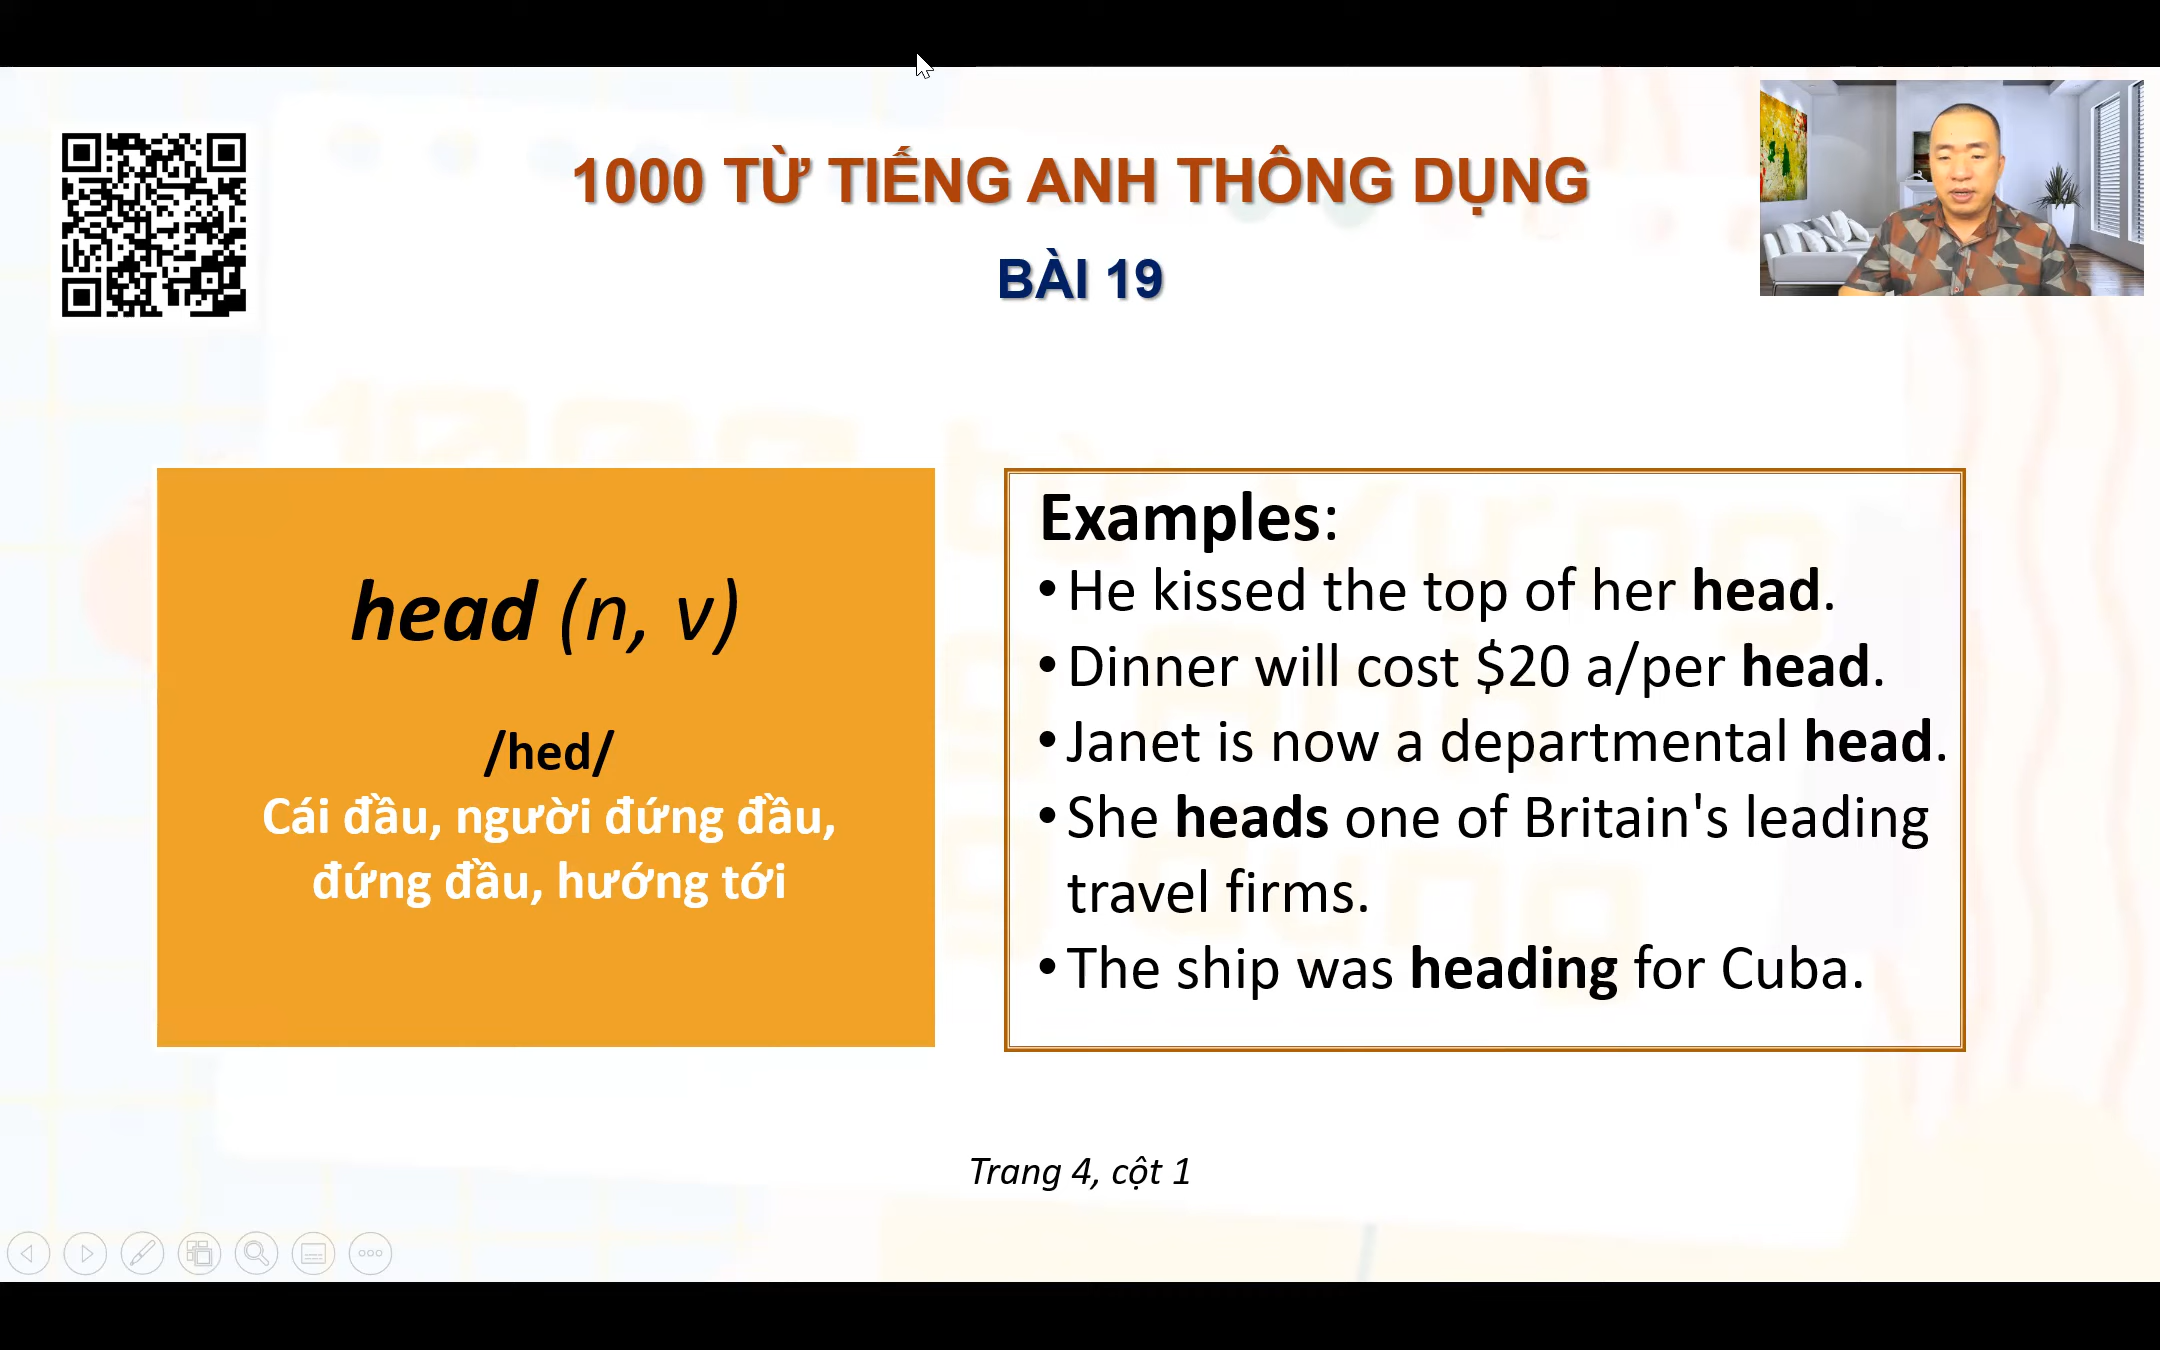 1000 TỪ TIẾNG ANH THÔNG DỤNG
BÀI 19
head (n, v)
/hed/
Cái đầu, người đứng đầu,
đứng đầu, hướng tới
Examples:
•He kissed the top of her head.
•Dinner will cost $20 a/per head.
•Janet is now a departmental head.
•She heads one of Britain's leading
travel firms.
•The ship was heading for Cuba.
Trang 4, cột 1